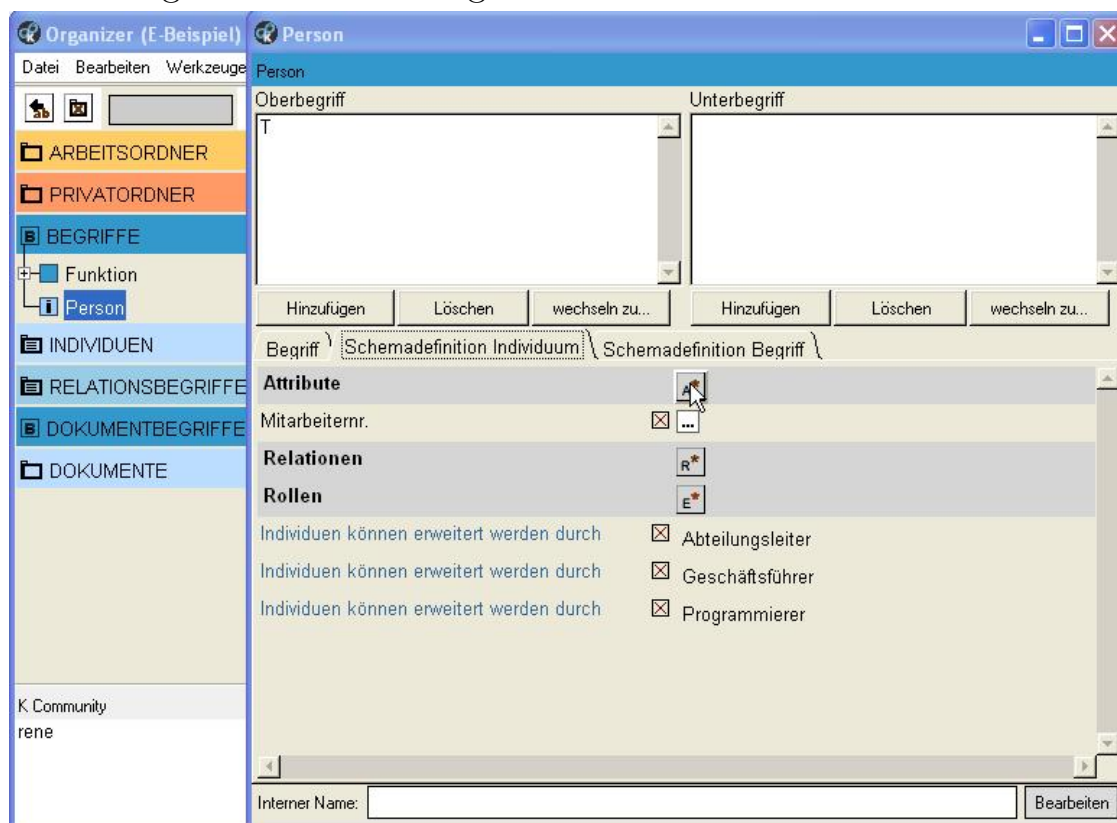 Organizer (E-Beispiel)
Datei Bearbeiten Werkzeuge
ARBEITSORDNER
PRIVATORDNER
BEGRIFFE
Funktion
Person
INDIVIDUEN
RELATIONSBEGRIFFE
DOKUMENTBEGRIFFE
DOKUMENTE
K Community
rene
Person
Person
Oberbegriff Unterbegriff
T
Hinzufügen Löschen wechseln zu... Hinzufügen Löschen wechseln zu...
Begriff Schemadefinition Individuum Schemadefinition Begriff
Attribute A*
Mitarbeiternr. ...
Relationen R*
Rollen E*
Individuen können erweitert werden durch Abteilungsleiter
Individuen können erweitert werden durch Geschäftsführer
Individuen können erweitert werden durch Programmierer
Interner Name: Bearbeiten